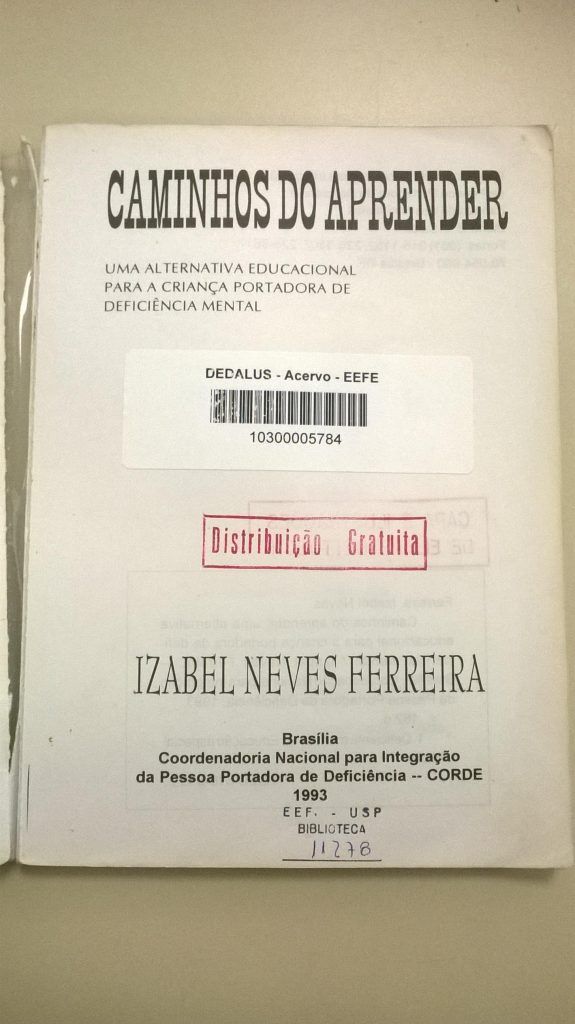 CAMINHOS DO APRENDER
UMA ALTERNATIVA EDUCACIONAL
PARA A CRIANÇA PORTADORA DE
DEFICIÊNCIA MENTAL
DEDALUS - Acervo - EEFE
10300005784
Distribuição Gratuita
IZABEL NEVES FERREIRA
Brasília
Coordenadoria Nacional para Integração
da Pessoa Portadora de Deficiência -- CORDE
1993
EEF. - USP
BIBLIOTECA
11278